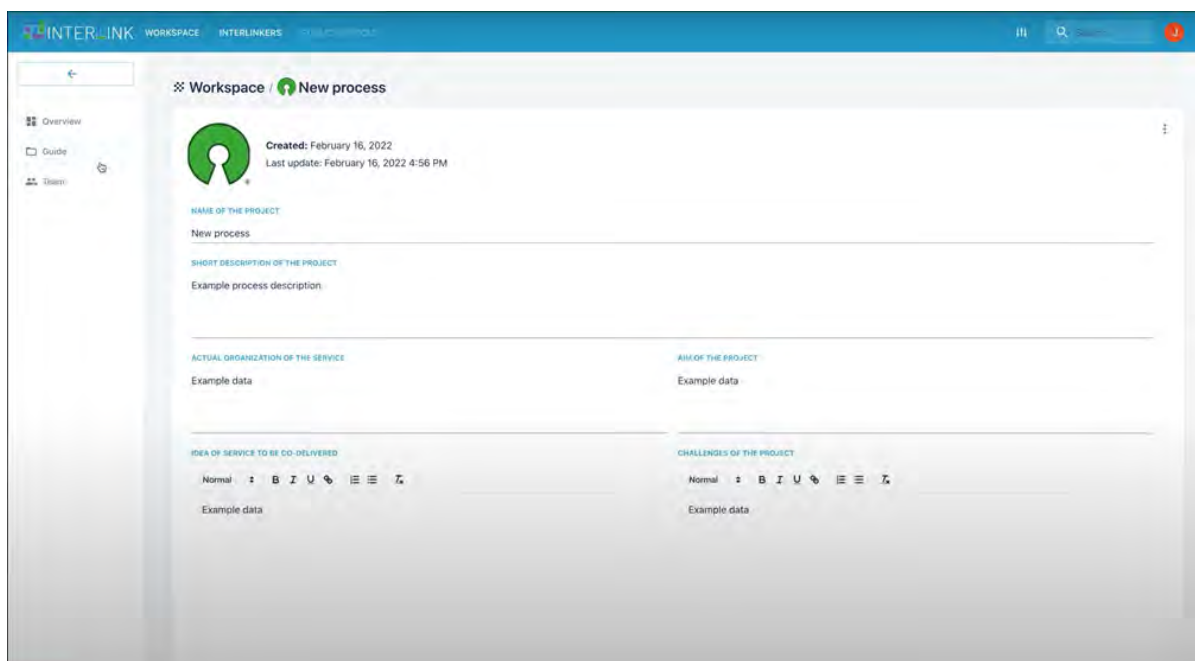 INTERLINK WORKSPACE INTERLINKERS
J
Workspace / New process
Overview
Guide
Team
Created: February 16, 2022
Last update: February 16, 2022 4:56 PM
NAME OF THE PROJECT
New process
SHORT DESCRIPTION OF THE PROJECT
Example process description
ACTUAL ORGANIZATION OF THE SERVICE
AIM OF THE PROJECT
Example data
Example data
IDEA OF SERVICE TO BE CO-DELIVERED
CHALLENGES OF THE PROJECT
Normal B I U
Normal B I U
Example data
Example data